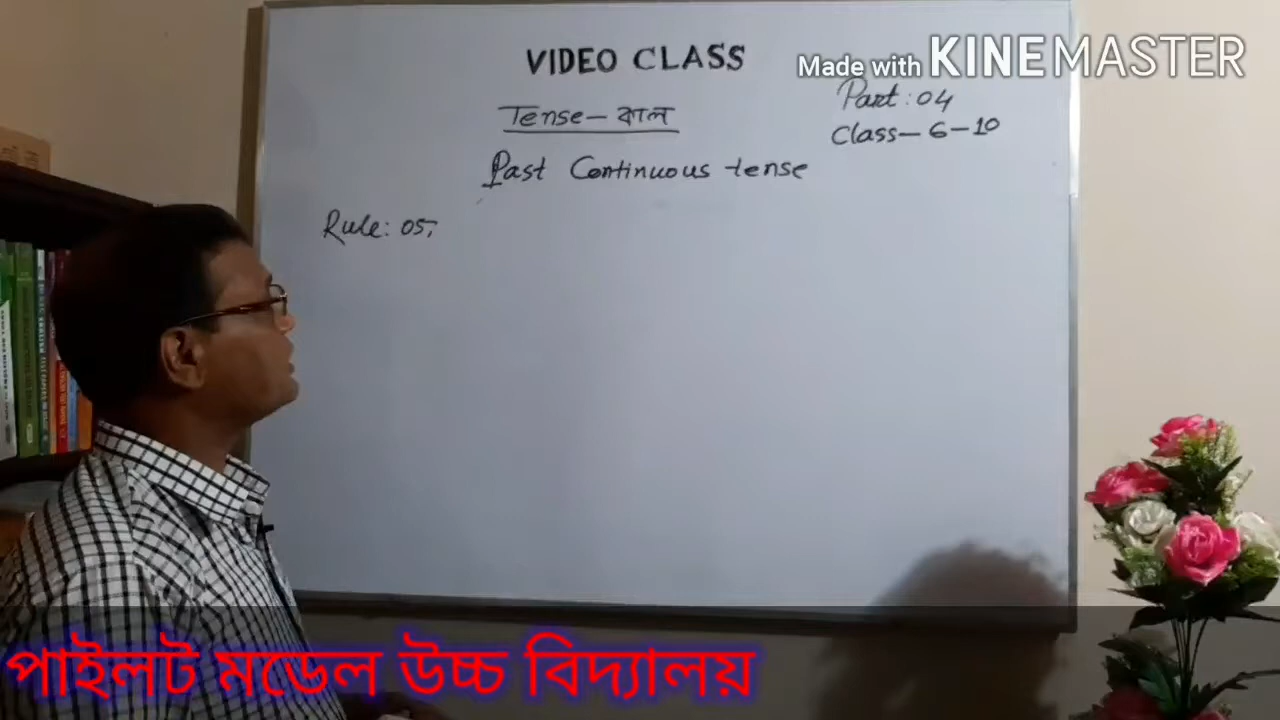 VIDEO CLASS
Made with KINEMASTER
Part: 04
Tense – কাল
Class – 6 – 10
Past Continuous tense
Rule: 05;
পাইলট মডেল উচ্চ বিদ্যালয়